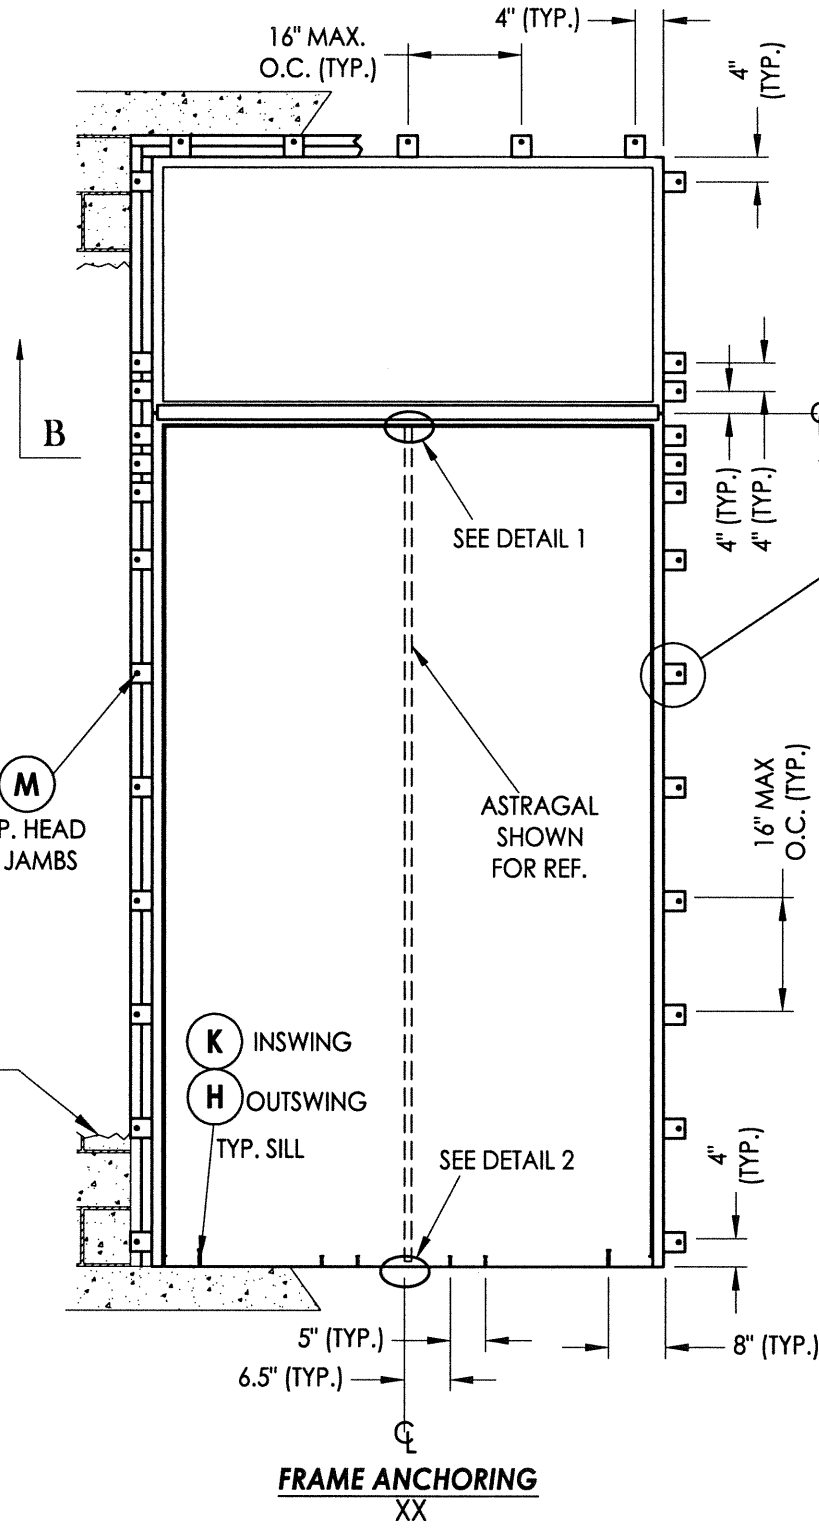 4" (TYP.)
16" MAX.
O.C. (TYP.)
4"
(TYP.)
B
4" (TYP.)
4" (TYP.)
SEE DETAIL 1
M
P. HEAD
JAMBS
ASTRAGAL
SHOWN
FOR REF.
16" MAX
O.C. (TYP.)
K INSWING
H OUTSWING
TYP. SILL
SEE DETAIL 2
4"
(TYP.)
5" (TYP.)
8" (TYP.)
6.5" (TYP.)
℄
FRAME ANCHORING
XX